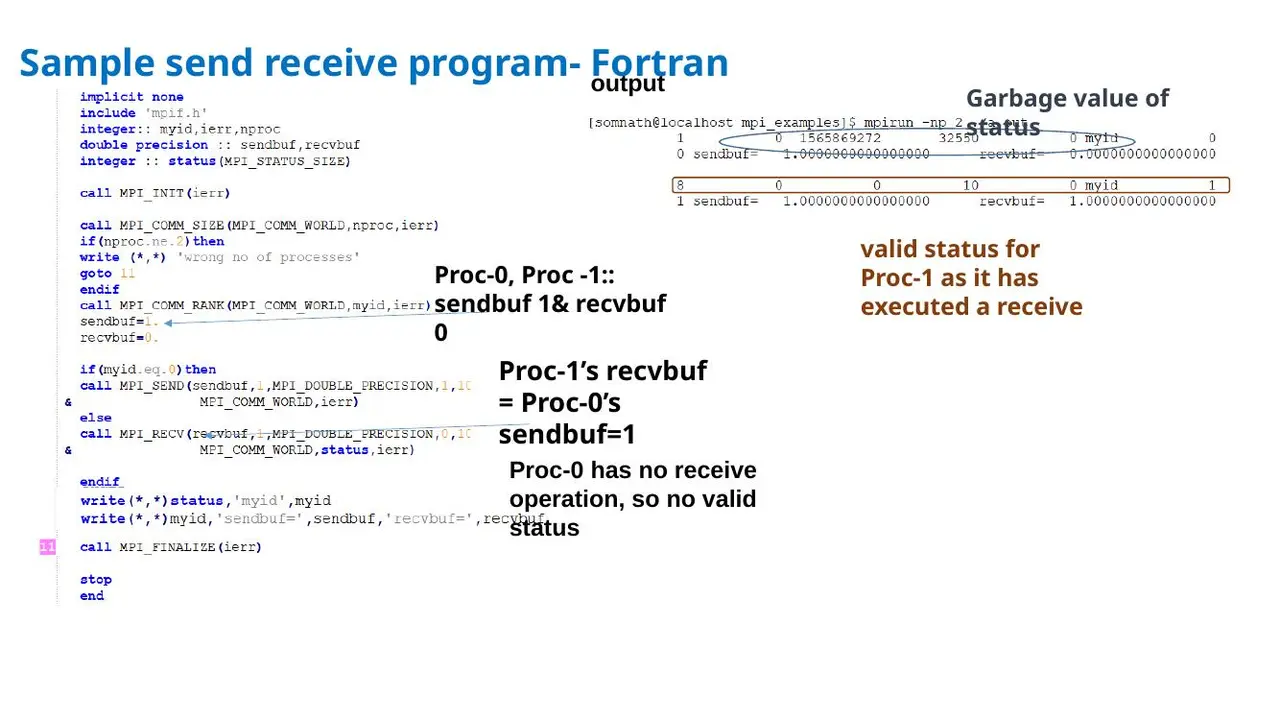 Sample send receive program- Fortran
implicit none
include 'mpif.h'
integer:: myid,ierr,nproc
double precision :: sendbuf,recvbuf
integer :: status(MPI_STATUS_SIZE)
call MPI_INIT(ierr)
call MPI_COMM_SIZE(MPI_COMM_WORLD,nproc,ierr)
if(nproc.ne.2)then
write (*,*) 'wrong no of processes'
goto 11
endif
call MPI_COMM_RANK(MPI_COMM_WORLD,myid,ierr)
sendbuf=1.
recvbuf=0.
if(myid.eq.0)then
call MPI_SEND(sendbuf,1,MPI_DOUBLE_PRECISION,1,10
& MPI_COMM_WORLD,ierr)
else
call MPI_RECV(recvbuf,1,MPI_DOUBLE_PRECISION,0,10
& MPI_COMM_WORLD,status,ierr)
endif
write(*,*)status,'myid',myid
write(*,*)myid,'sendbuf=',sendbuf,'recvbuf=',recvbuf
11 call MPI_FINALIZE(ierr)
stop
end
Proc-0, Proc -1::
sendbuf 1& recvbuf
0
Proc-1’s recvbuf
= Proc-0’s
sendbuf=1
Proc-0 has no receive
operation, so no valid
status
output
Garbage value of
status
[somnath@localhost mpi_examples]$ mpirun -np 2
1 0 1565869272 32550 0 myid 0
0 sendbuf= 1.0000000000000000 recvbuf= 0.0000000000000000
8 0 0 10 0 myid 1
1 sendbuf= 1.0000000000000000 recvbuf= 1.0000000000000000
valid status for
Proc-1 as it has
executed a receive